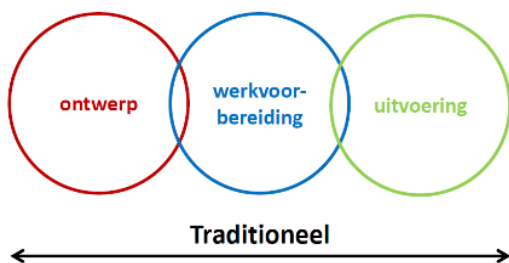 ontwerp
werkvoor-
bereiding
uitvoering
Traditioneel